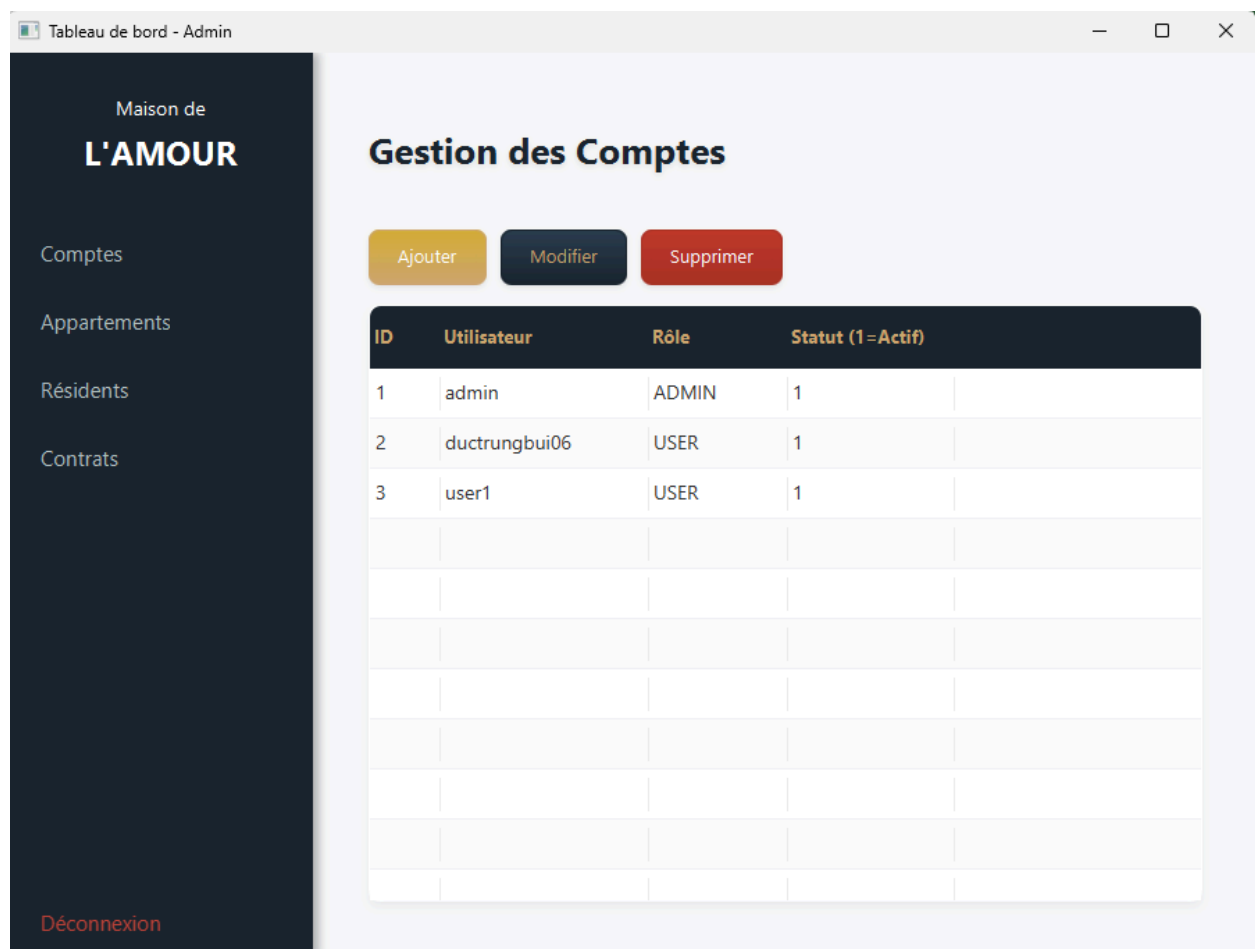 Tableau de bord - Admin
Maison de
L'AMOUR
Comptes
Appartements
Résidents
Contrats
Déconnexion
Gestion des Comptes
Ajouter Modifier Supprimer
ID Utilisateur Rôle Statut (1=Actif)
1 admin ADMIN 1
2 ductrungbui06 USER 1
3 user1 USER 1